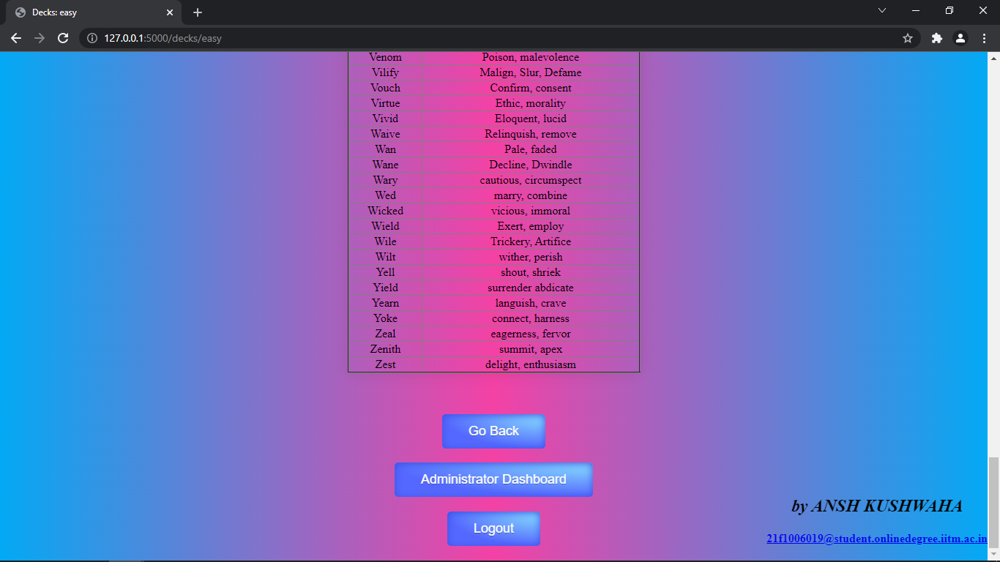 Decks: easy
127.0.0.1:5000/decks/easy
Venom Poison, malevolence
Vilify Malign, Slur, Defame
Vouch Confirm, consent
Virtue Ethic, morality
Vivid Eloquent, lucid
Waive Relinquish, remove
Wan Pale, faded
Wane Decline, Dwindle
Wary cautious, circumspect
Wed marry, combine
Wicked vicious, immoral
Wield Exert, employ
Wile Trickery, Artifice
Wilt wither, perish
Yell shout, shriek
Yield surrender abdicate
Yearn languish, crave
Yoke connect, harness
Zeal eagerness, fervor
Zenith summit, apex
Zest delight, enthusiasm
Go Back
Administrator Dashboard
Logout
by ANSH KUSHWAHA
21f1006019@student.onlinedegree.iitm.ac.in